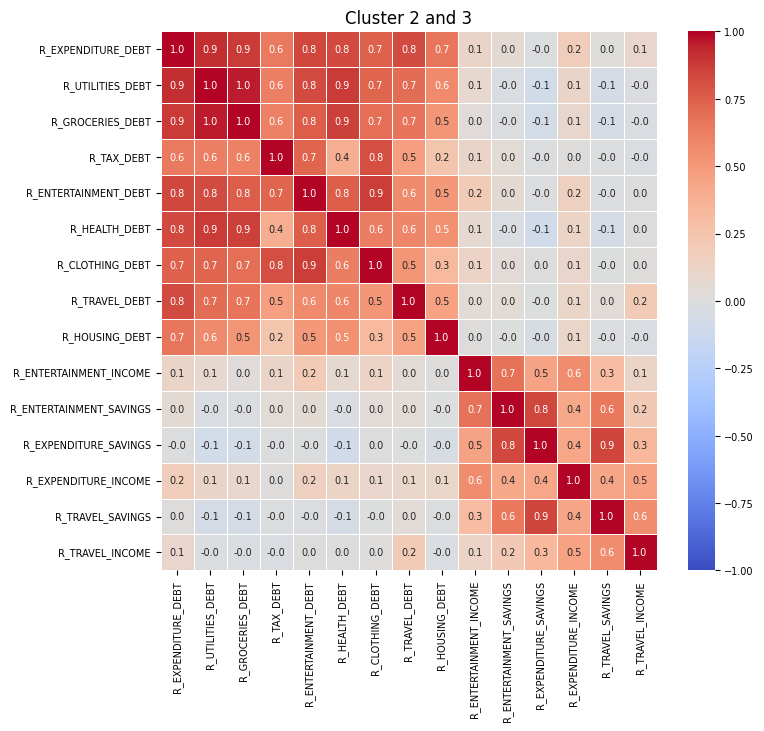 Cluster 2 and 3
R_EXPENDITURE_DEBT 1.0 0.9 0.9 0.6 0.8 0.8 0.7 0.8 0.7 0.1 0.0 -0.0 0.2 0.0 0.1
R_UTILITIES_DEBT 0.9 1.0 1.0 0.6 0.8 0.9 0.7 0.7 0.6 0.1 -0.0 -0.1 0.1 -0.1 -0.0
R_GROCERIES_DEBT 0.9 1.0 1.0 0.6 0.8 0.9 0.7 0.7 0.5 0.0 -0.0 -0.1 0.1 -0.1 -0.0
R_TAX_DEBT 0.6 0.6 0.6 1.0 0.7 0.4 0.8 0.5 0.2 0.1 0.0 -0.0 0.0 -0.0 -0.0
R_ENTERTAINMENT_DEBT 0.8 0.8 0.8 0.7 1.0 0.8 0.9 0.6 0.5 0.2 0.0 -0.0 0.2 -0.0 0.0
R_HEALTH_DEBT 0.8 0.9 0.9 0.4 0.8 1.0 0.6 0.6 0.5 0.1 -0.0 -0.1 0.1 -0.1 0.0
R_CLOTHING_DEBT 0.7 0.7 0.7 0.8 0.9 0.6 1.0 0.5 0.3 0.1 0.0 0.0 0.1 -0.0 0.0
R_TRAVEL_DEBT 0.8 0.7 0.7 0.5 0.6 0.6 0.5 1.0 0.5 0.0 0.0 -0.0 0.1 0.0 0.2
R_HOUSING_DEBT 0.7 0.6 0.5 0.2 0.5 0.5 0.3 0.5 1.0 0.0 -0.0 -0.0 0.1 -0.0 -0.0
R_ENTERTAINMENT_INCOME 0.1 0.1 0.0 0.1 0.2 0.1 0.1 0.0 0.0 1.0 0.7 0.5 0.6 0.3 0.1
R_ENTERTAINMENT_SAVINGS 0.0 -0.0 -0.0 0.0 0.0 -0.0 0.0 0.0 -0.0 0.7 1.0 0.8 0.4 0.6 0.2
R_EXPENDITURE_SAVINGS -0.0 -0.1 -0.1 -0.0 -0.0 -0.1 0.0 -0.0 -0.0 0.5 0.8 1.0 0.4 0.9 0.3
R_EXPENDITURE_INCOME 0.2 0.1 0.1 0.0 0.2 0.1 0.1 0.1 0.1 0.6 0.4 0.4 1.0 0.4 0.5
R_TRAVEL_SAVINGS 0.0 -0.1 -0.1 -0.0 -0.0 -0.1 -0.0 0.0 -0.0 0.3 0.6 0.9 0.4 1.0 0.6
R_TRAVEL_INCOME 0.1 -0.0 -0.0 -0.0 0.0 0.0 0.0 0.2 -0.0 0.1 0.2 0.3 0.5 0.6 1.0
R_EXPENDITURE_DEBT
R_UTILITIES_DEBT
R_GROCERIES_DEBT
R_TAX_DEBT
R_ENTERTAINMENT_DEBT
R_HEALTH_DEBT
R_CLOTHING_DEBT
R_TRAVEL_DEBT
R_HOUSING_DEBT
R_ENTERTAINMENT_INCOME
R_ENTERTAINMENT_SAVINGS
R_EXPENDITURE_SAVINGS
R_EXPENDITURE_INCOME
R_TRAVEL_SAVINGS
R_TRAVEL_INCOME
1.00
0.75
0.50
0.25
0.00
−0.25
−0.50
−0.75
−1.00